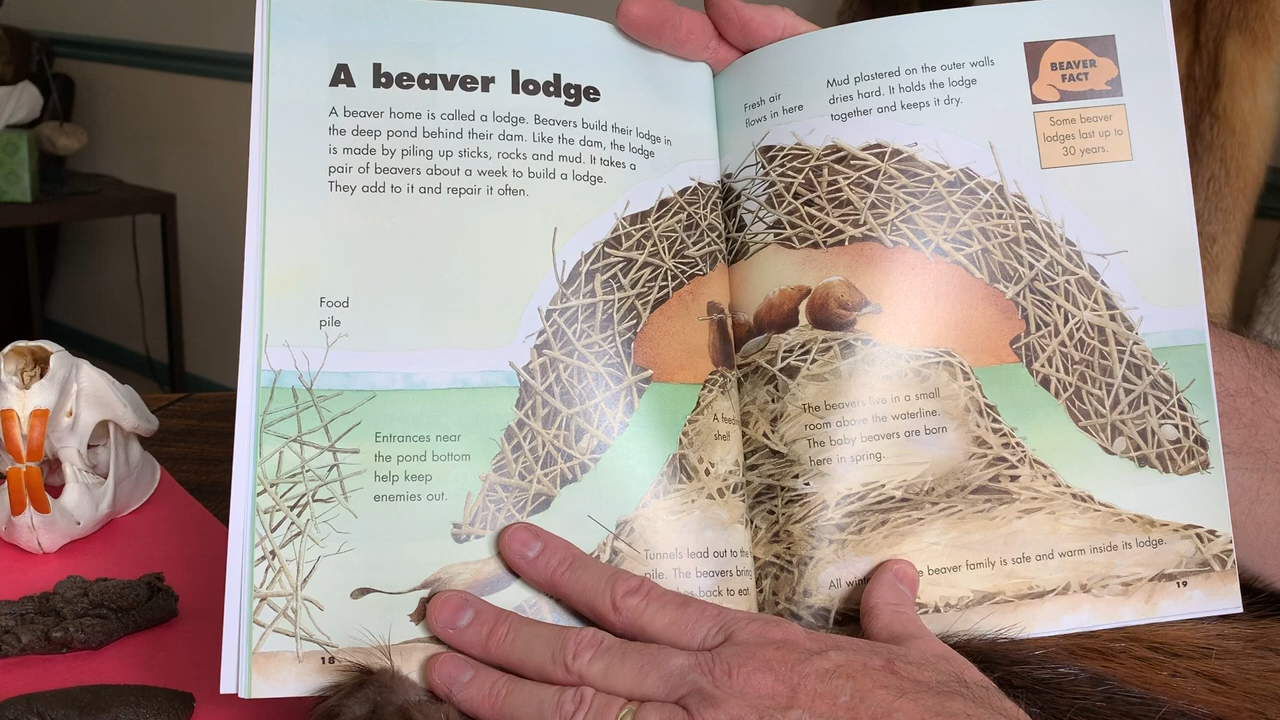 A beaver lodge
A beaver home is called a lodge. Beavers build their lodge in
the deep pond behind their dam. Like the dam, the lodge
is made by piling up sticks, rocks and mud. It takes a
pair of beavers about a week to build a lodge.
They add to it and repair it often.
Food
pile
Entrances near
the pond bottom
help keep
enemies out.
A
shelf
Tunnels lead out to the
pile. The beavers bring
back to eat.
18
Fresh air
flows in here
Mud plastered on the outer walls
dries hard. It holds the lodge
together and keeps it dry.
BEAVER
FACT
Some beaver
lodges last up to
30 years.
The beavers live in a small
room above the waterline.
The baby beavers are born
here in spring.
All beaver family is safe and warm inside its lodge.
19